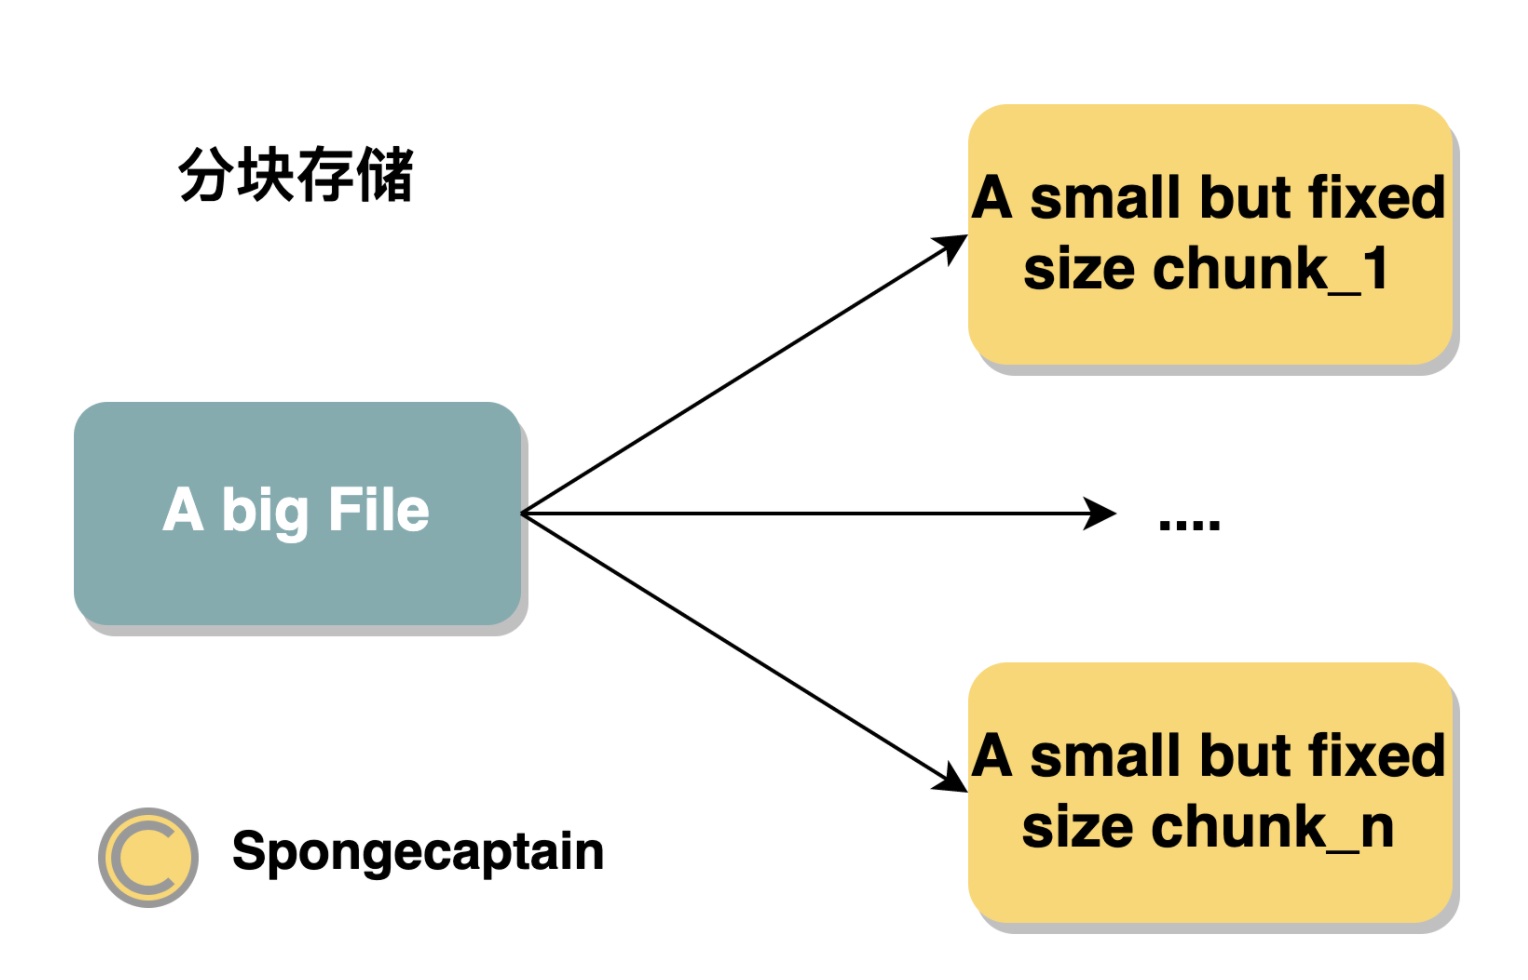 分块存储
A small but fixed
size chunk_1
A big File
....
A small but fixed
size chunk_n
Spongecaptain